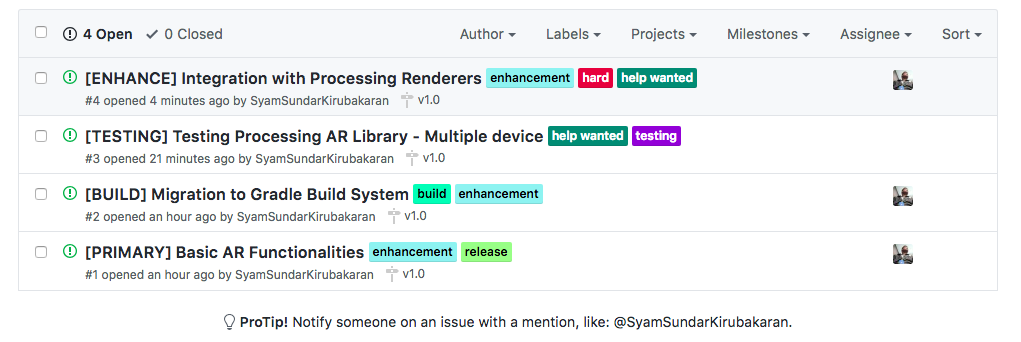 4 Open 0 Closed Author Labels Projects Milestones Assignee Sort
[ENHANCE] Integration with Processing Renderers enhancement hard help wanted
#4 opened 4 minutes ago by SyamSundarKirubakaran v1.0
[TESTING] Testing Processing AR Library - Multiple device help wanted testing
#3 opened 21 minutes ago by SyamSundarKirubakaran v1.0
[BUILD] Migration to Gradle Build System build enhancement
#2 opened an hour ago by SyamSundarKirubakaran v1.0
[PRIMARY] Basic AR Functionalities enhancement release
#1 opened an hour ago by SyamSundarKirubakaran v1.0
ProTip! Notify someone on an issue with a mention, like: @SyamSundarKirubakaran.